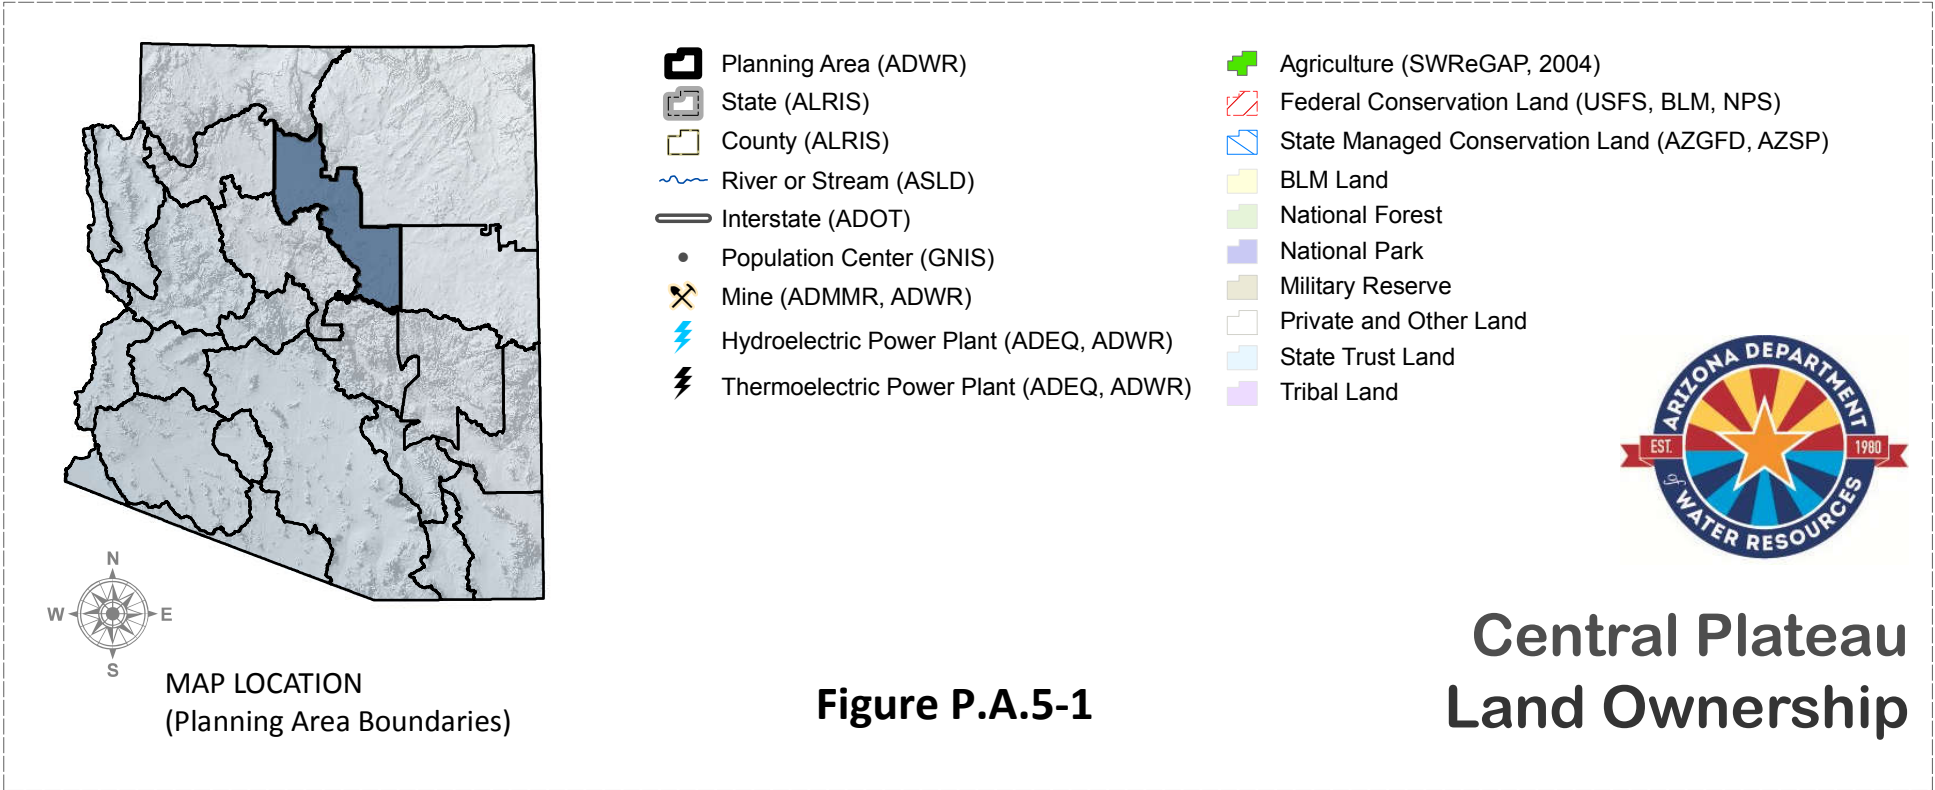 Planning Area (ADWR)
State (ALRIS)
County (ALRIS)
River or Stream (ASLD)
Interstate (ADOT)
Population Center (GNIS)
Mine (ADMMR, ADWR)
Hydroelectric Power Plant (ADEQ, ADWR)
Thermoelectric Power Plant (ADEQ, ADWR)
Agriculture (SWReGAP, 2004)
Federal Conservation Land (USFS, BLM, NPS)
State Managed Conservation Land (AZGFD, AZSP)
BLM Land
National Forest
National Park
Military Reserve
Private and Other Land
State Trust Land
Tribal Land
ARIZONA DEPARTMENT
EST. 1980
of WATER RESOURCES
N
W E
S
MAP LOCATION
(Planning Area Boundaries)
Figure P.A.5-1
Central Plateau
Land Ownership